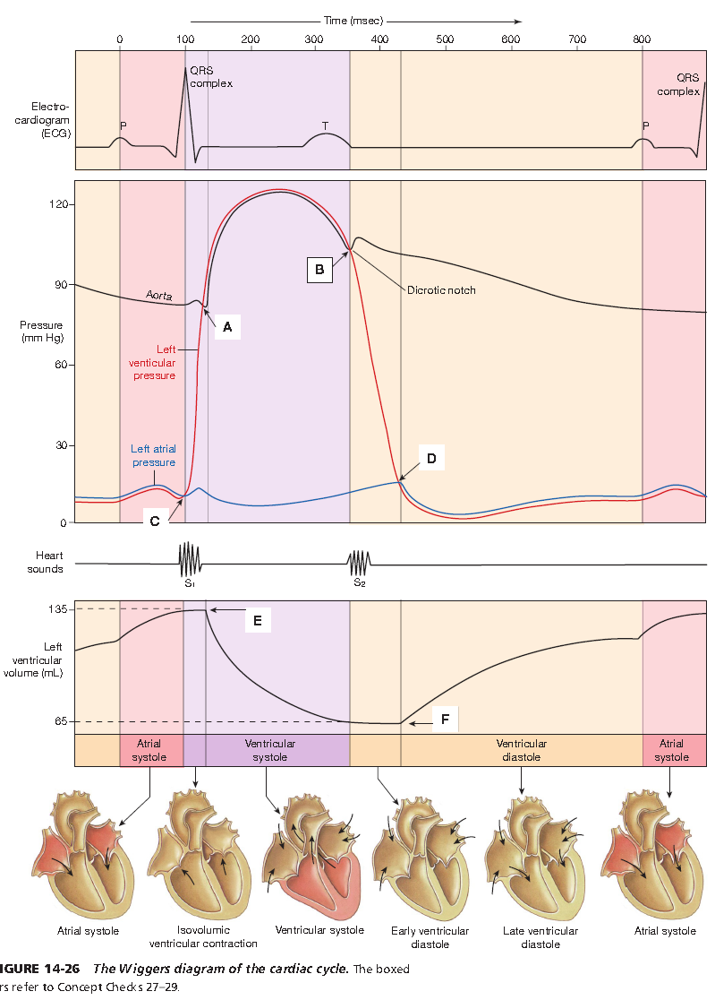 Time (msec)
0 100 200 300 400 500 600 700 800
QRS
complex
QRS
complex
Electro-
cardiogram
(ECG)
P
T
P
120
90
Pressure
(mm Hg)
60
30
0
Aorta
A
B
Dicrotic notch
Left
venticular
pressure
Left atrial
pressure
C
D
Heart
sounds
S1
S2
135
Left
ventricular
volume (mL)
65
E
F
Atrial
systole
Ventricular
systole
Ventricular
diastole
Atrial
systole
Atrial systole
Isovolumic
ventricular contraction
Ventricular systole
Early ventricular
diastole
Late ventricular
diastole
Atrial systole
IGURE 14-26 The Wiggers diagram of the cardiac cycle. The boxed
rs refer to Concept Checks 27–29.